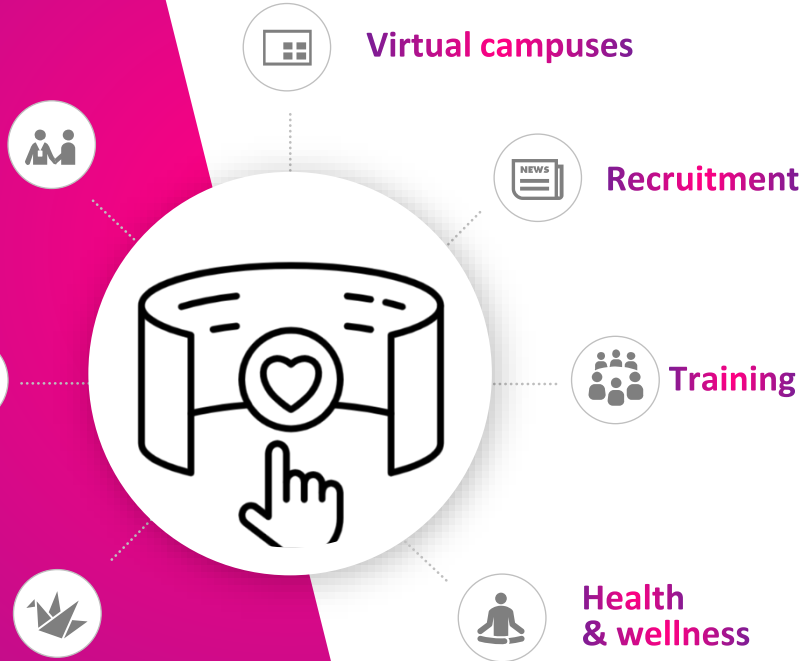 Virtual campuses
NEWS
Recruitment
Training
Health
& wellness